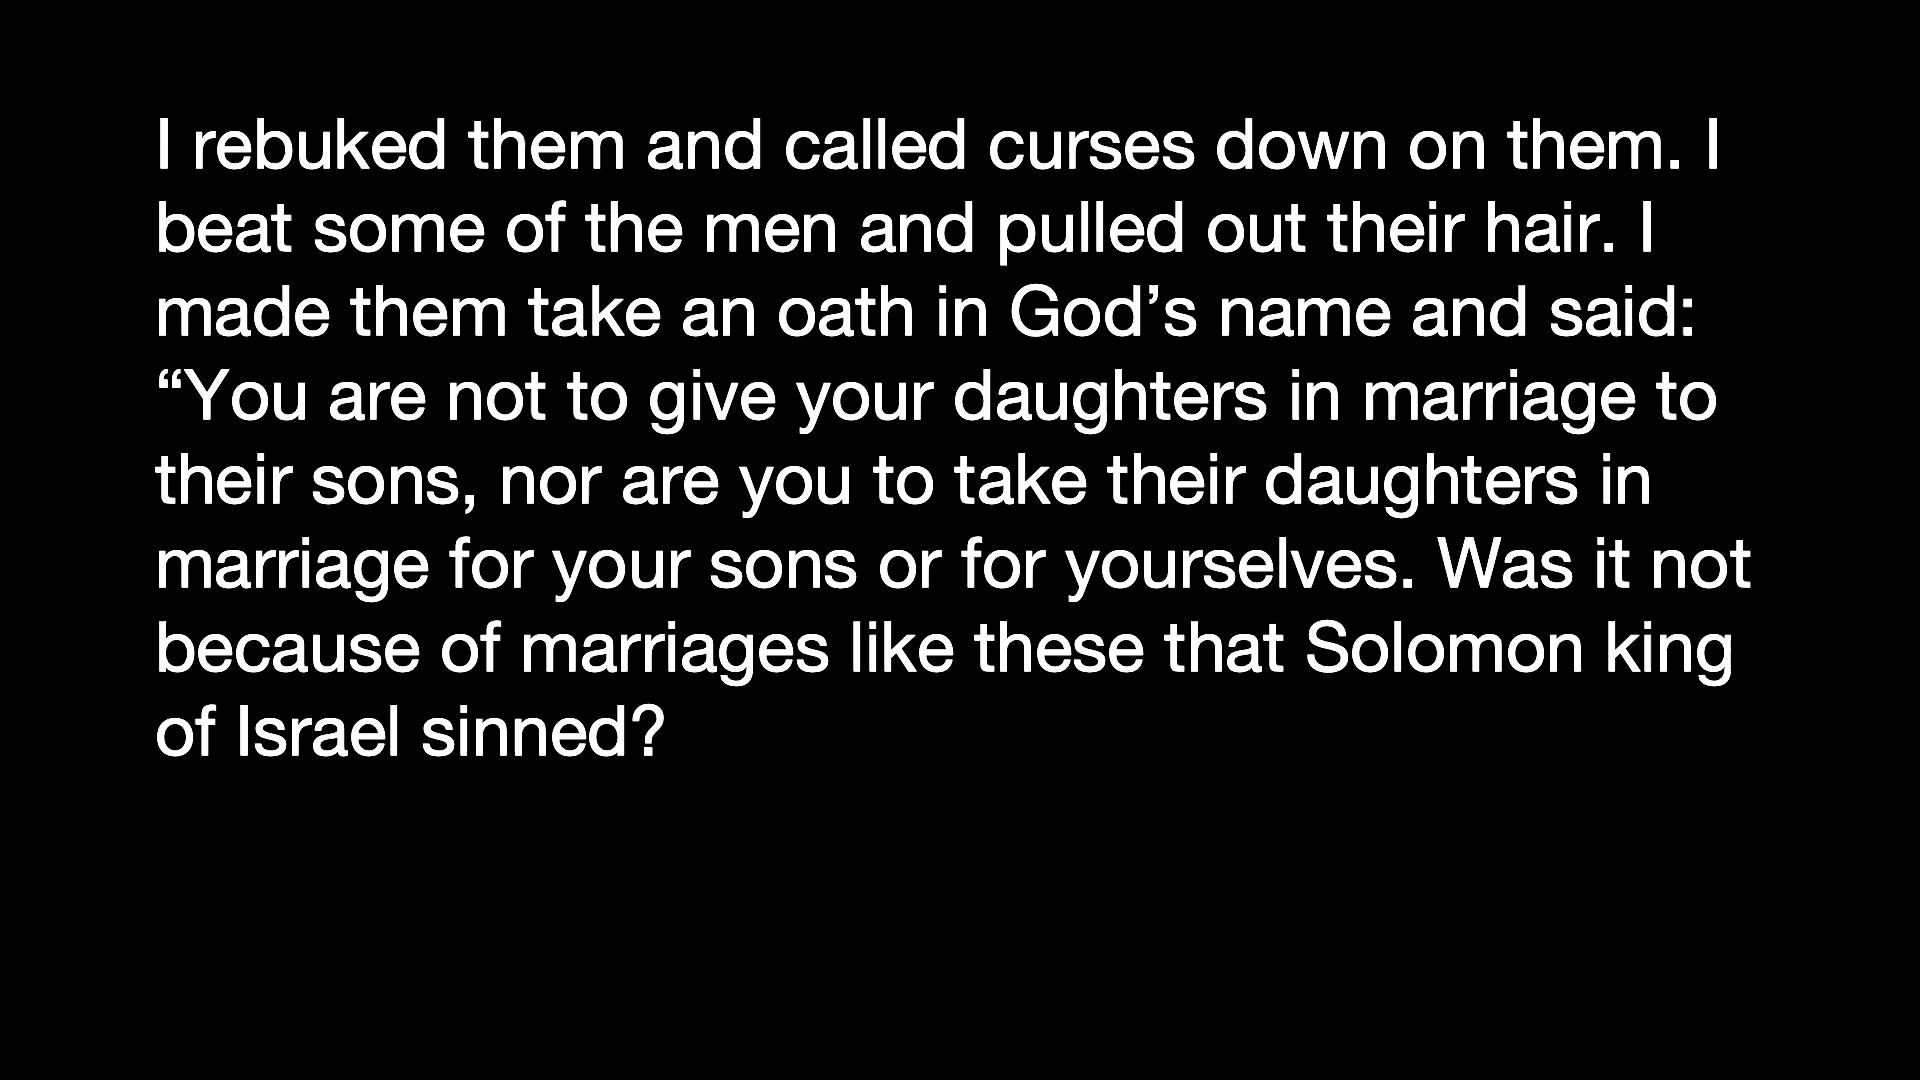 I rebuked them and called curses down on them. I
beat some of the men and pulled out their hair. I
made them take an oath in God’s name and said:
“You are not to give your daughters in marriage to
their sons, nor are you to take their daughters in
marriage for your sons or for yourselves. Was it not
because of marriages like these that Solomon king
of Israel sinned?